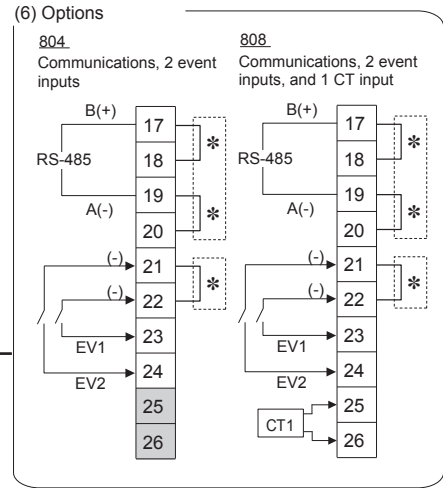 (6) Options
804
Communications, 2 event
inputs
B(+)
RS-485
A(-)
(-)
(-)
EV1
EV2
17
18
19
20
21
22
23
24
25
26
*
*
*
808
Communications, 2 event
inputs, and 1 CT input
B(+)
RS-485
A(-)
(-)
(-)
EV1
EV2
CT1
17
18
19
20
21
22
23
24
25
26
*
*
*